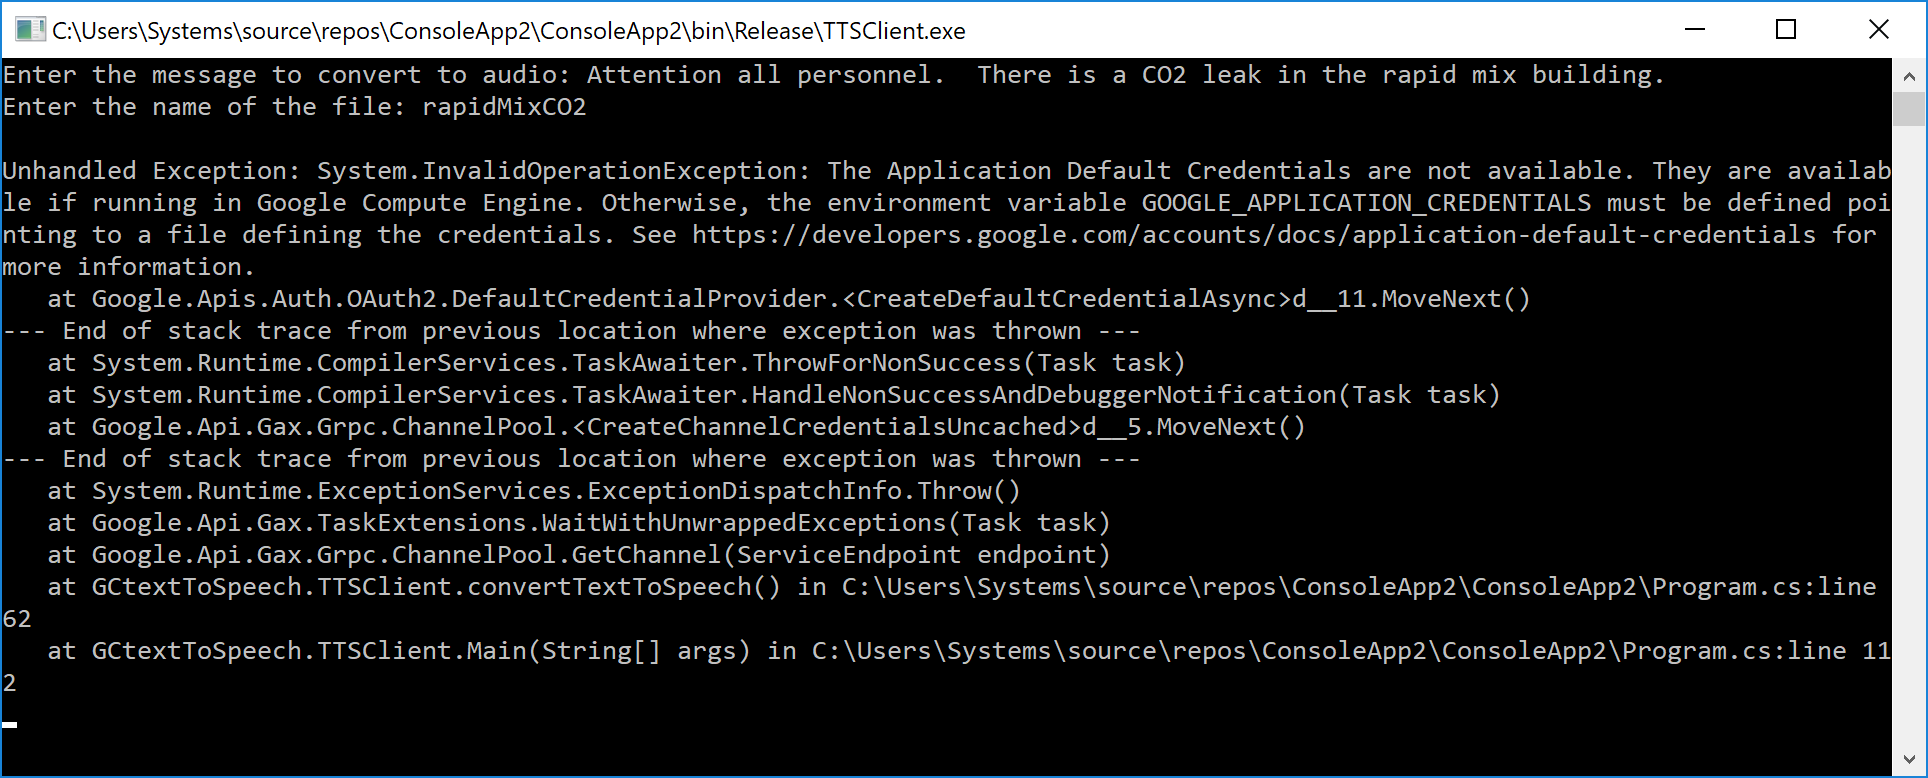 C:\Users\Systems\source\repos\ConsoleApp2\ConsoleApp2\bin\Release\TTSClient.exe
Enter the message to convert to audio: Attention all personnel.  There is a CO2 leak in the rapid mix building.
Enter the name of the file: rapidMixCO2
Unhandled Exception: System.InvalidOperationException: The Application Default Credentials are not available. They are availab
le if running in Google Compute Engine. Otherwise, the environment variable GOOGLE_APPLICATION_CREDENTIALS must be defined poi
nting to a file defining the credentials. See https://developers.google.com/accounts/docs/application-default-credentials for
more information.
   at Google.Apis.Auth.OAuth2.DefaultCredentialProvider.<CreateDefaultCredentialAsync>d__11.MoveNext()
--- End of stack trace from previous location where exception was thrown ---
   at System.Runtime.CompilerServices.TaskAwaiter.ThrowForNonSuccess(Task task)
   at System.Runtime.CompilerServices.TaskAwaiter.HandleNonSuccessAndDebuggerNotification(Task task)
   at Google.Api.Gax.Grpc.ChannelPool.<CreateChannelCredentialsUncached>d__5.MoveNext()
--- End of stack trace from previous location where exception was thrown ---
   at System.Runtime.ExceptionServices.ExceptionDispatchInfo.Throw()
   at Google.Api.Gax.TaskExtensions.WaitWithUnwrappedExceptions(Task task)
   at Google.Api.Gax.Grpc.ChannelPool.GetChannel(ServiceEndpoint endpoint)
   at GCtextToSpeech.TTSClient.convertTextToSpeech() in C:\Users\Systems\source\repos\ConsoleApp2\ConsoleApp2\Program.cs:line
62
   at GCtextToSpeech.TTSClient.Main(String[] args) in C:\Users\Systems\source\repos\ConsoleApp2\ConsoleApp2\Program.cs:line 11
2